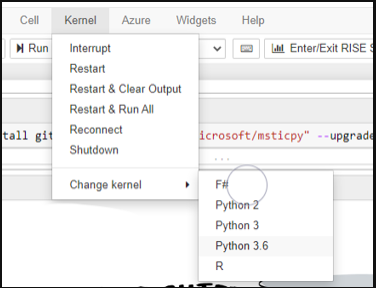 Cell Kernel Azure Widgets Help
Run
Interrupt
Restart
Restart & Clear Output
Restart & Run All
Reconnect
Shutdown
Change kernel
F#
Python 2
Python 3
Python 3.6
R
Enter/Exit RISE
tall git
icrosoft/msticpy" --upgrade
...